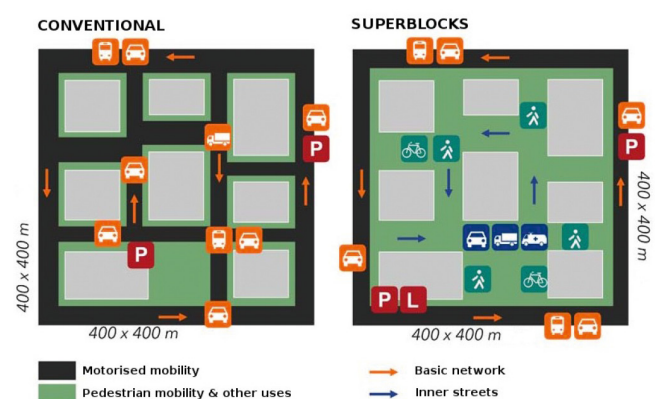 CONVENTIONAL
SUPERBLOCKS
P
P
P
P L
400 x 400 m
400 x 400 m
400 x 400 m
400 x 400 m
Motorised mobility
Pedestrian mobility & other uses
Basic network
Inner streets